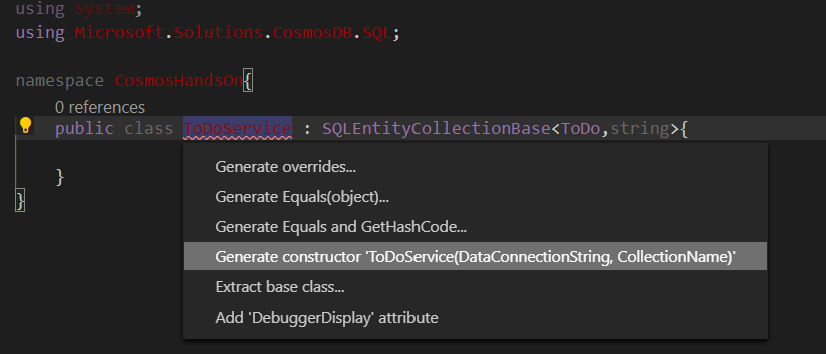 using System;
using Microsoft.Solutions.CosmosDB.SQL;
namespace CosmosHandsOn{
0 references
public class ToDoService : SQLEntityCollectionBase<ToDo,string>{
}
}
Generate overrides...
Generate Equals(object)...
Generate Equals and GetHashCode...
Generate constructor 'ToDoService(DataConnectionString, CollectionName)'
Extract base class...
Add 'DebuggerDisplay' attribute